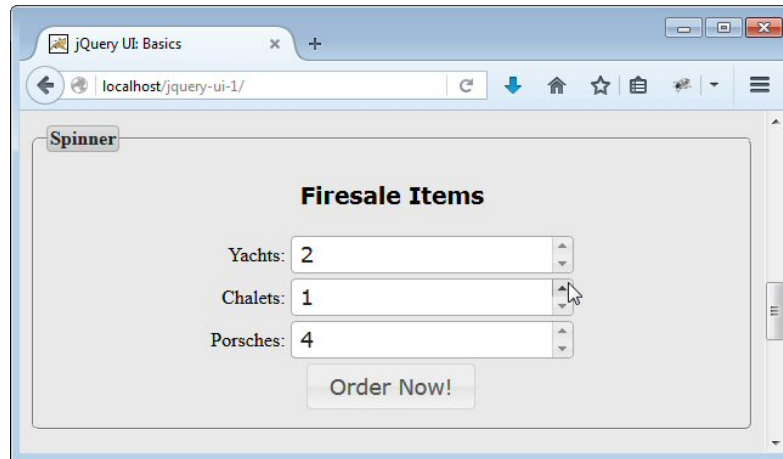 jQuery UI: Basics
localhost/jquery-ui-1/
Spinner
Firesale Items
Yachts: 2
Chalets: 1
Porsches: 4
Order Now!